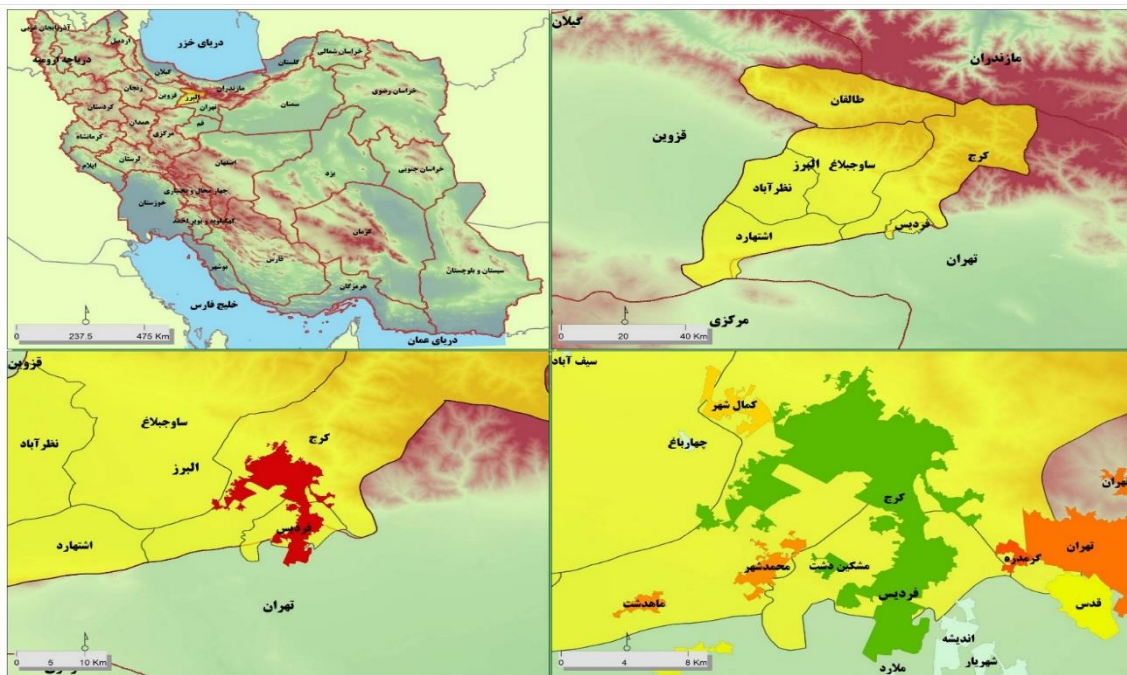 دریای خزر
آذربایجان غربی
اردبیل
دریاچه ارومیه
گیلان
گلستان
خراسان شمالی
زنجان
قزوین
البرز
مازندران
تهران
سمنان
خراسان رضوی
کردستان
همدان
مرکزی
قم
کرمانشاه
لرستان
ایلام
اصفهان
یزد
خراسان جنوبی
چهار محال و بختیاری
خوزستان
کهگیلویه و بویر احمد
کرمان
فارس
بوشهر
سیستان و بلوچستان
هرمزگان
خلیج فارس
دریای عمان
0 237.5 475 Km
گیلان
مازندران
طالقان
قزوین
کرج
البرز
ساوجبلاغ
نظرآباد
فردیس
اشتهارد
تهران
مرکزی
0 20 40 Km
قزوین
ساوجبلاغ
نظرآباد
کرج
البرز
فردیس
اشتهارد
تهران
0 5 10 Km
سیف آباد
کمال شهر
چهارباغ
کرج
تهران
تهران
گرمدره
مشکین دشت
محمدشهر
فردیس
ماهدشت
قدس
اندیشه
شهریار
ملارد
0 4 8 Km